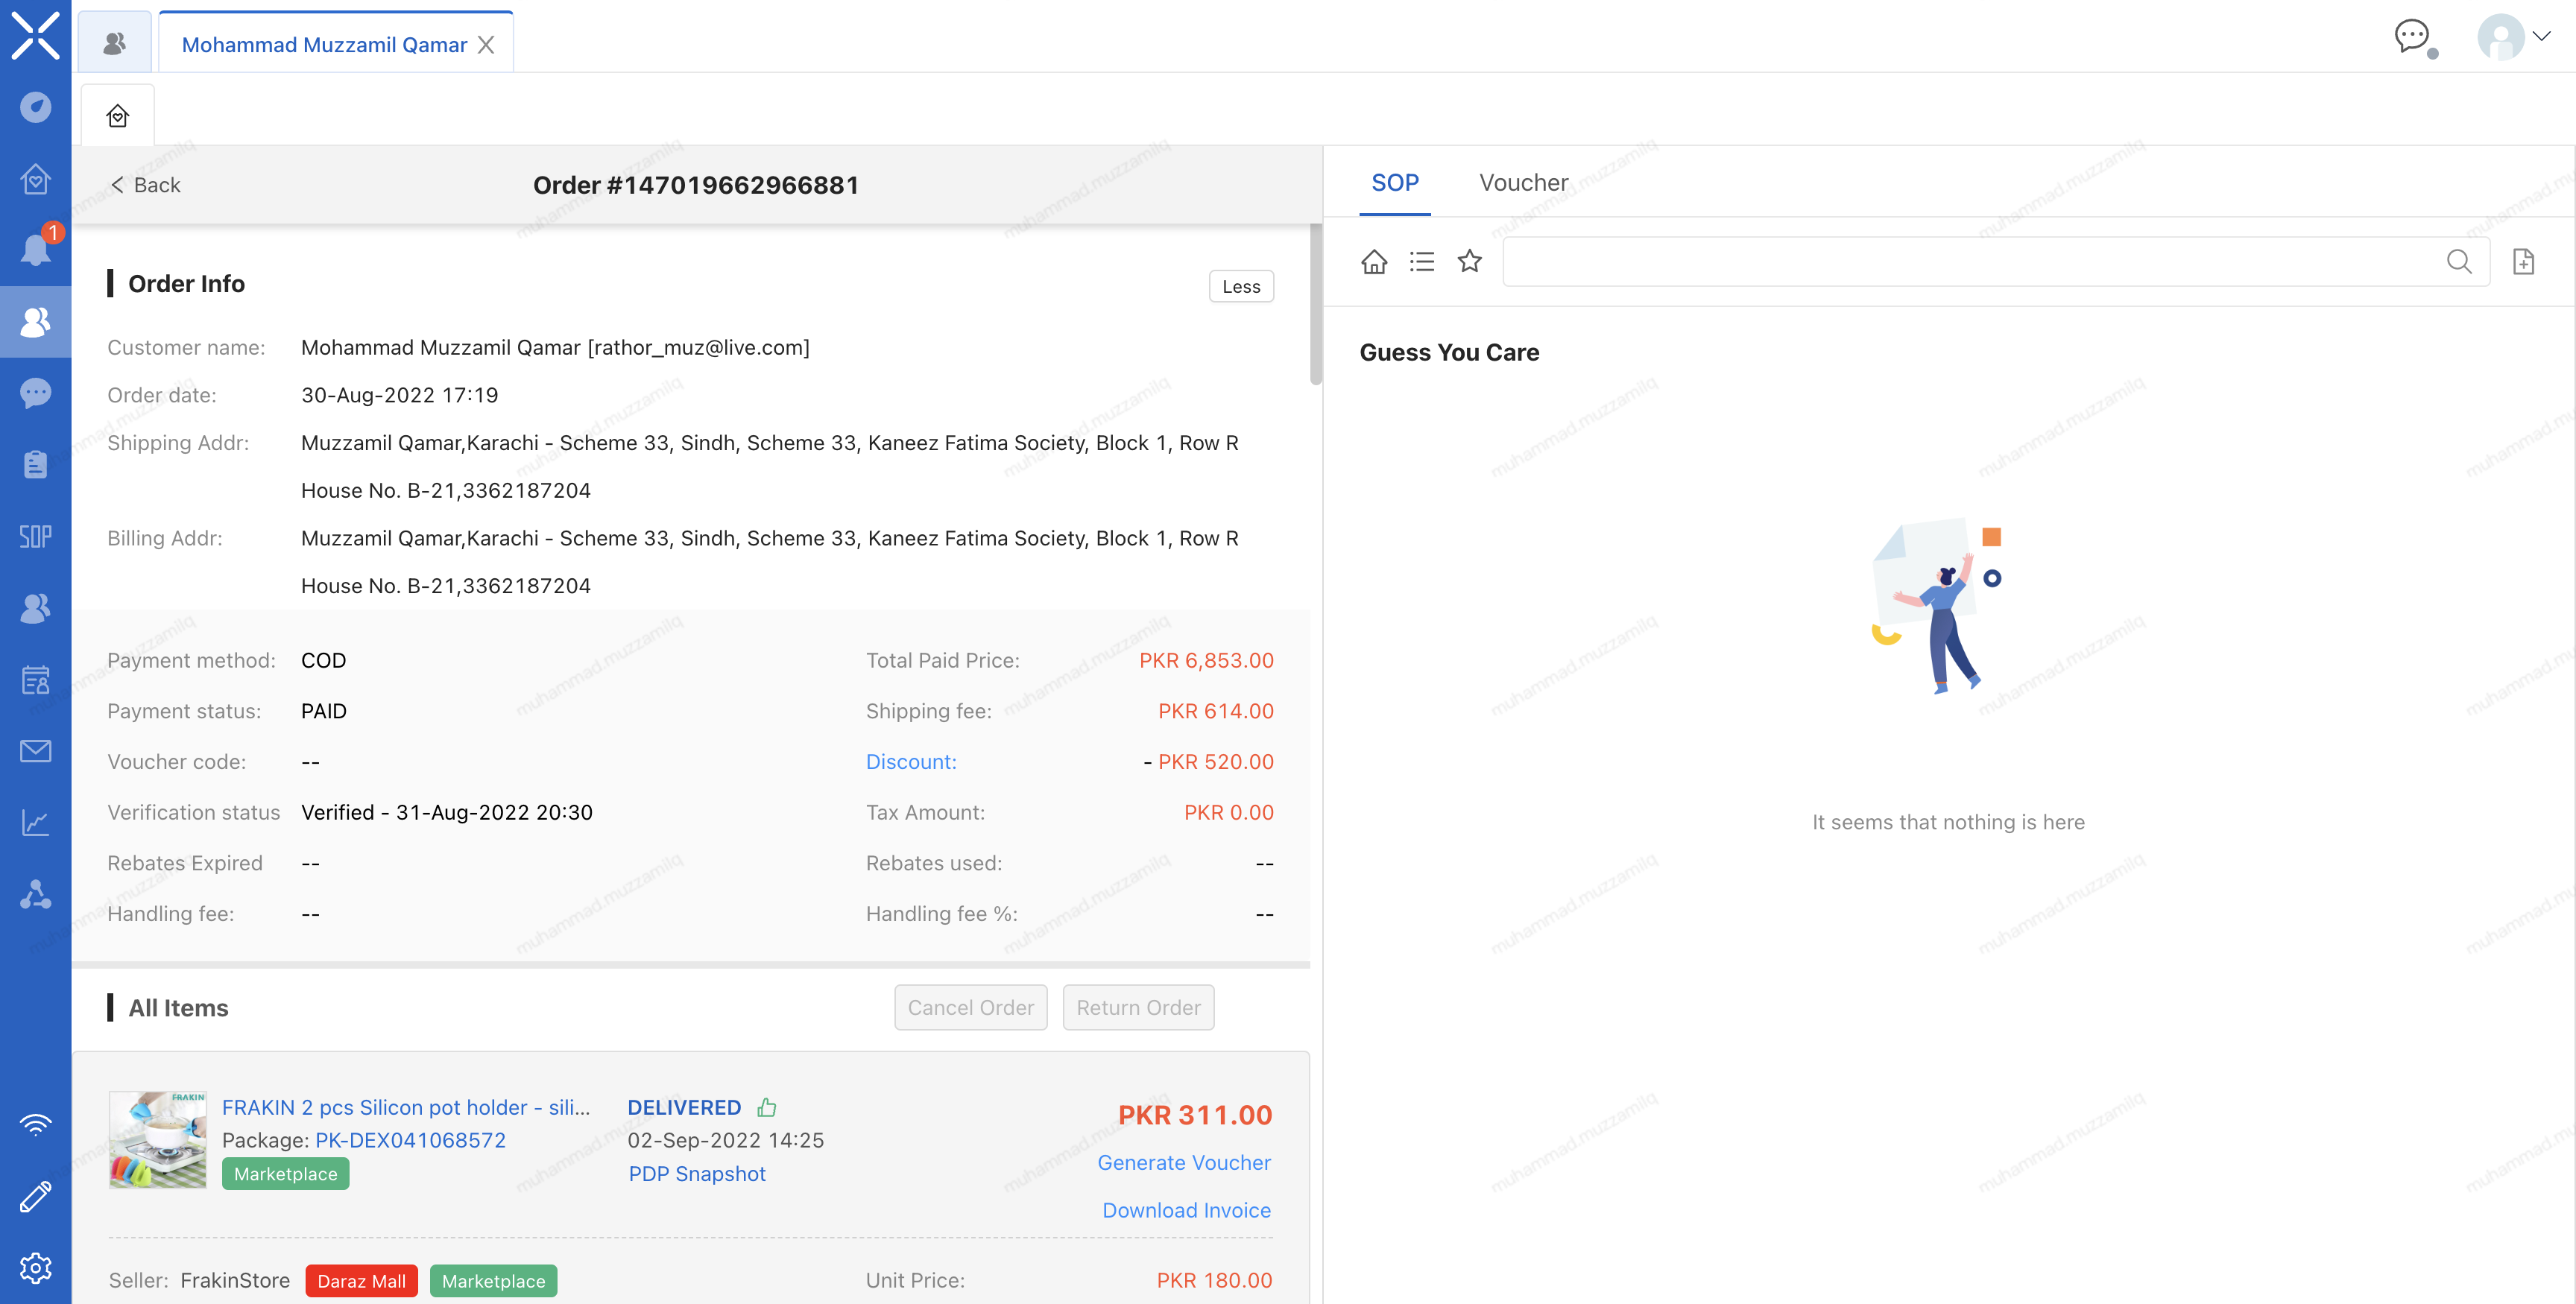 Mohammad Muzzamil Qamar
Back
Order #147019662966881
Order Info
Less
Customer name: Mohammad Muzzamil Qamar [rathor_muz@live.com]
Order date: 30-Aug-2022 17:19
Shipping Addr: Muzzamil Qamar,Karachi - Scheme 33, Sindh, Scheme 33, Kaneez Fatima Society, Block 1, Row R
House No. B-21,3362187204
Billing Addr: Muzzamil Qamar,Karachi - Scheme 33, Sindh, Scheme 33, Kaneez Fatima Society, Block 1, Row R
House No. B-21,3362187204
Payment method: COD Total Paid Price: PKR 6,853.00
Payment status: PAID Shipping fee: PKR 614.00
Voucher code: -- Discount: - PKR 520.00
Verification status Verified - 31-Aug-2022 20:30 Tax Amount: PKR 0.00
Rebates Expired -- Rebates used: --
Handling fee: -- Handling fee %: --
All Items
Cancel Order Return Order
FRAKIN
FRAKIN 2 pcs Silicon pot holder - sili... DELIVERED PKR 311.00
Package: PK-DEX041068572 02-Sep-2022 14:25
Marketplace PDP Snapshot Generate Voucher
Download Invoice
Seller: FrakinStore Daraz Mall Marketplace Unit Price: PKR 180.00
SOP Voucher
Guess You Care
It seems that nothing is here
1
SOP
muhammad.muzzamilq